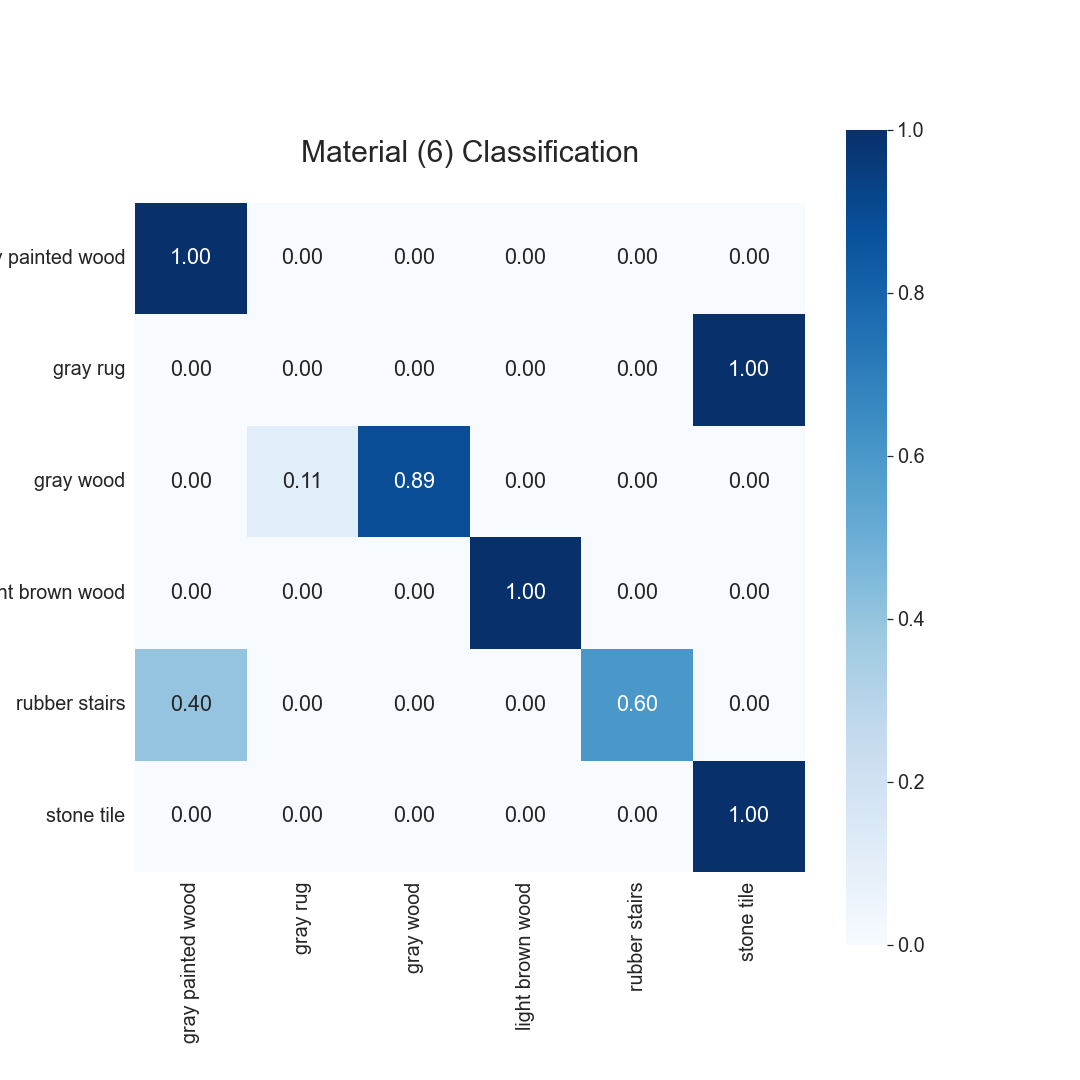 Material (6) Classification
y painted wood 1.00 0.00 0.00 0.00 0.00 0.00
gray rug 0.00 0.00 0.00 0.00 0.00 1.00
gray wood 0.00 0.11 0.89 0.00 0.00 0.00
ht brown wood 0.00 0.00 0.00 1.00 0.00 0.00
rubber stairs 0.40 0.00 0.00 0.00 0.60 0.00
stone tile 0.00 0.00 0.00 0.00 0.00 1.00
gray painted wood
gray rug
gray wood
light brown wood
rubber stairs
stone tile
1.0
0.8
0.6
0.4
0.2
0.0